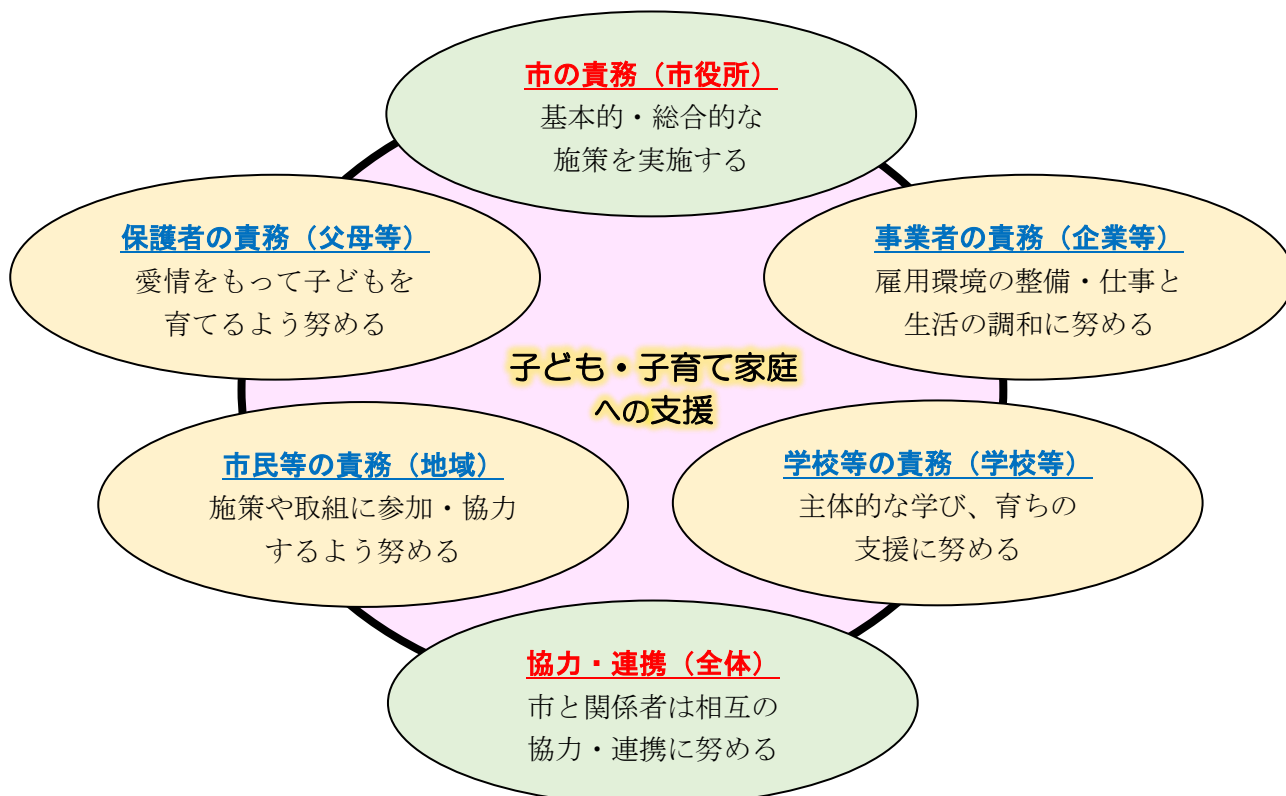 市の責務（市役所）
基本的・総合的な
施策を実施する
保護者の責務（父母等）
愛情をもって子どもを
育てるよう努める
事業者の責務（企業等）
雇用環境の整備・仕事と
生活の調和に努める
子ども・子育て家庭
への支援
市民等の責務（地域）
施策や取組に参加・協力
するよう努める
学校等の責務（学校等）
主体的な学び、育ちの
支援に努める
協力・連携（全体）
市と関係者は相互の
協力・連携に努める